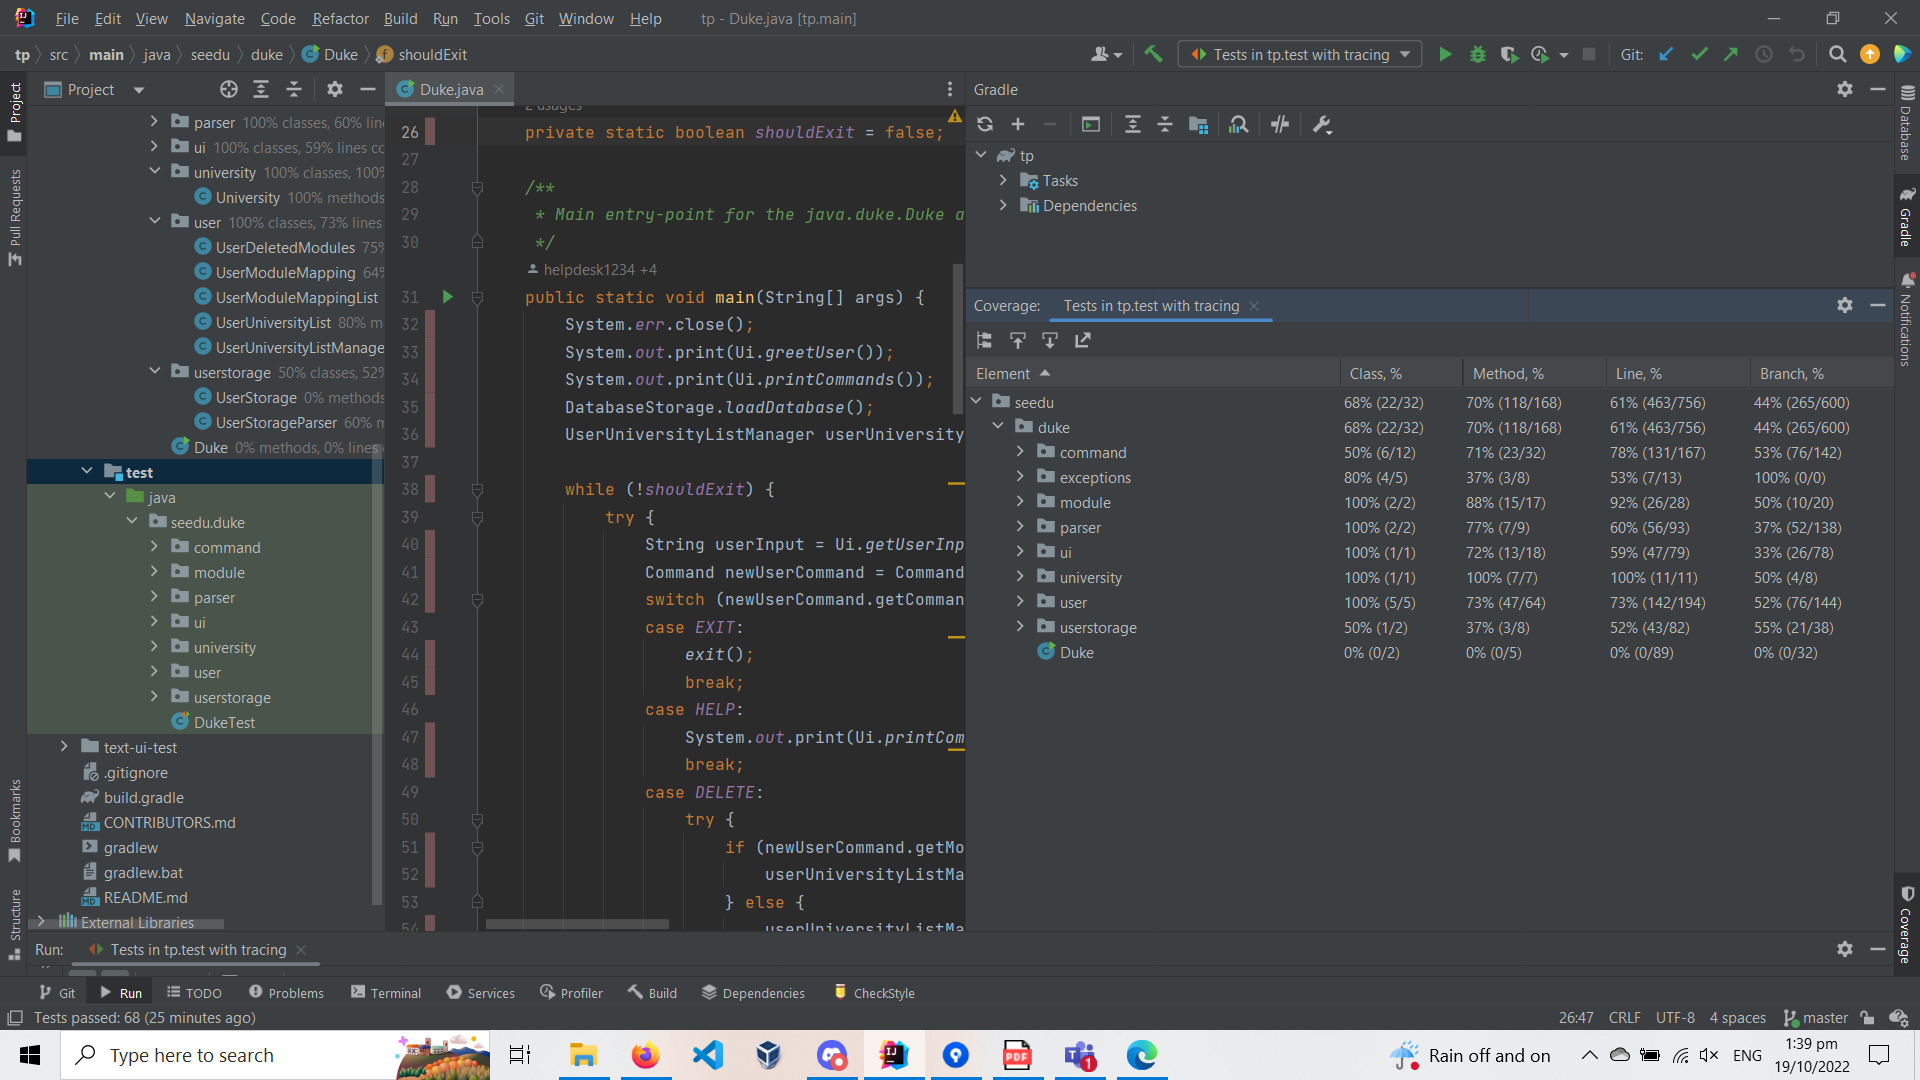 File Edit View Navigate Code Refactor Build Run Tools Git Window Help tp - Duke.java [tp.main]
tp src main java seedu duke Duke shouldExit
Tests in tp.test with tracing Git:
Project
Pull Requests
Bookmarks
Structure
Project
parser 100% classes, 60% lin
ui 100% classes, 59% lines co
university 100% classes, 100%
University 100% methods
user 100% classes, 73% lines
UserDeletedModules 75%
UserModuleMapping 64%
UserModuleMappingList
UserUniversityList 80% m
UserUniversityListManage
userstorage 50% classes, 52%
UserStorage 0% methods
UserStorageParser 60% m
Duke 0% methods, 0% lines
test
java
seedu.duke
command
module
parser
ui
university
user
userstorage
DukeTest
text-ui-test
.gitignore
build.gradle
CONTRIBUTORS.md
gradlew
gradlew.bat
README.md
External Libraries
Duke.java
2 usages
26 private static boolean shouldExit = false;
27
28 /**
29 * Main entry-point for the java.duke.Duke a
30 */
helpdesk1234 +4
31 public static void main(String[] args) {
32 System.err.close();
33 System.out.print(Ui.greetUser());
34 System.out.print(Ui.printCommands());
35 DatabaseStorage.loadDatabase();
36 UserUniversityListManager userUniversity
37
38 while (!shouldExit) {
39 try {
40 String userInput = Ui.getUserInp
41 Command newUserCommand = Command
42 switch (newUserCommand.getComman
43 case EXIT:
44 exit();
45 break;
46 case HELP:
47 System.out.print(Ui.printCom
48 break;
49 case DELETE:
50 try {
51 if (newUserCommand.getMo
52 userUniversityListMa
53 } else {
54 userUniversityListMa
Gradle
tp
Tasks
Dependencies
Coverage: Tests in tp.test with tracing
Element Class, % Method, % Line, % Branch, %
seedu 68% (22/32) 70% (118/168) 61% (463/756) 44% (265/600)
duke 68% (22/32) 70% (118/168) 61% (463/756) 44% (265/600)
command 50% (6/12) 71% (23/32) 78% (131/167) 53% (76/142)
exceptions 80% (4/5) 37% (3/8) 53% (7/13) 100% (0/0)
module 100% (2/2) 88% (15/17) 92% (26/28) 50% (10/20)
parser 100% (2/2) 77% (7/9) 60% (56/93) 37% (52/138)
ui 100% (1/1) 72% (13/18) 59% (47/79) 33% (26/78)
university 100% (1/1) 100% (7/7) 100% (11/11) 50% (4/8)
user 100% (5/5) 73% (47/64) 73% (142/194) 52% (76/144)
userstorage 50% (1/2) 37% (3/8) 52% (43/82) 55% (21/38)
Duke 0% (0/2) 0% (0/5) 0% (0/89) 0% (0/32)
Database
Gradle
Notifications
Coverage
Run: Tests in tp.test with tracing
Git Run TODO Problems Terminal Services Profiler Build Dependencies CheckStyle
Tests passed: 68 (25 minutes ago) 26:47 CRLF UTF-8 4 spaces master
Type here to search Rain off and on ENG 1:39 pm
19/10/2022